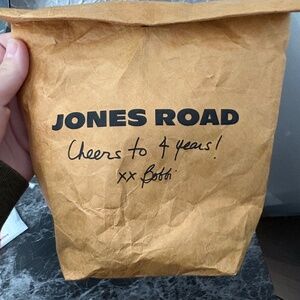 JONES ROAD
Cheers to 4 years!
xx Bobbi